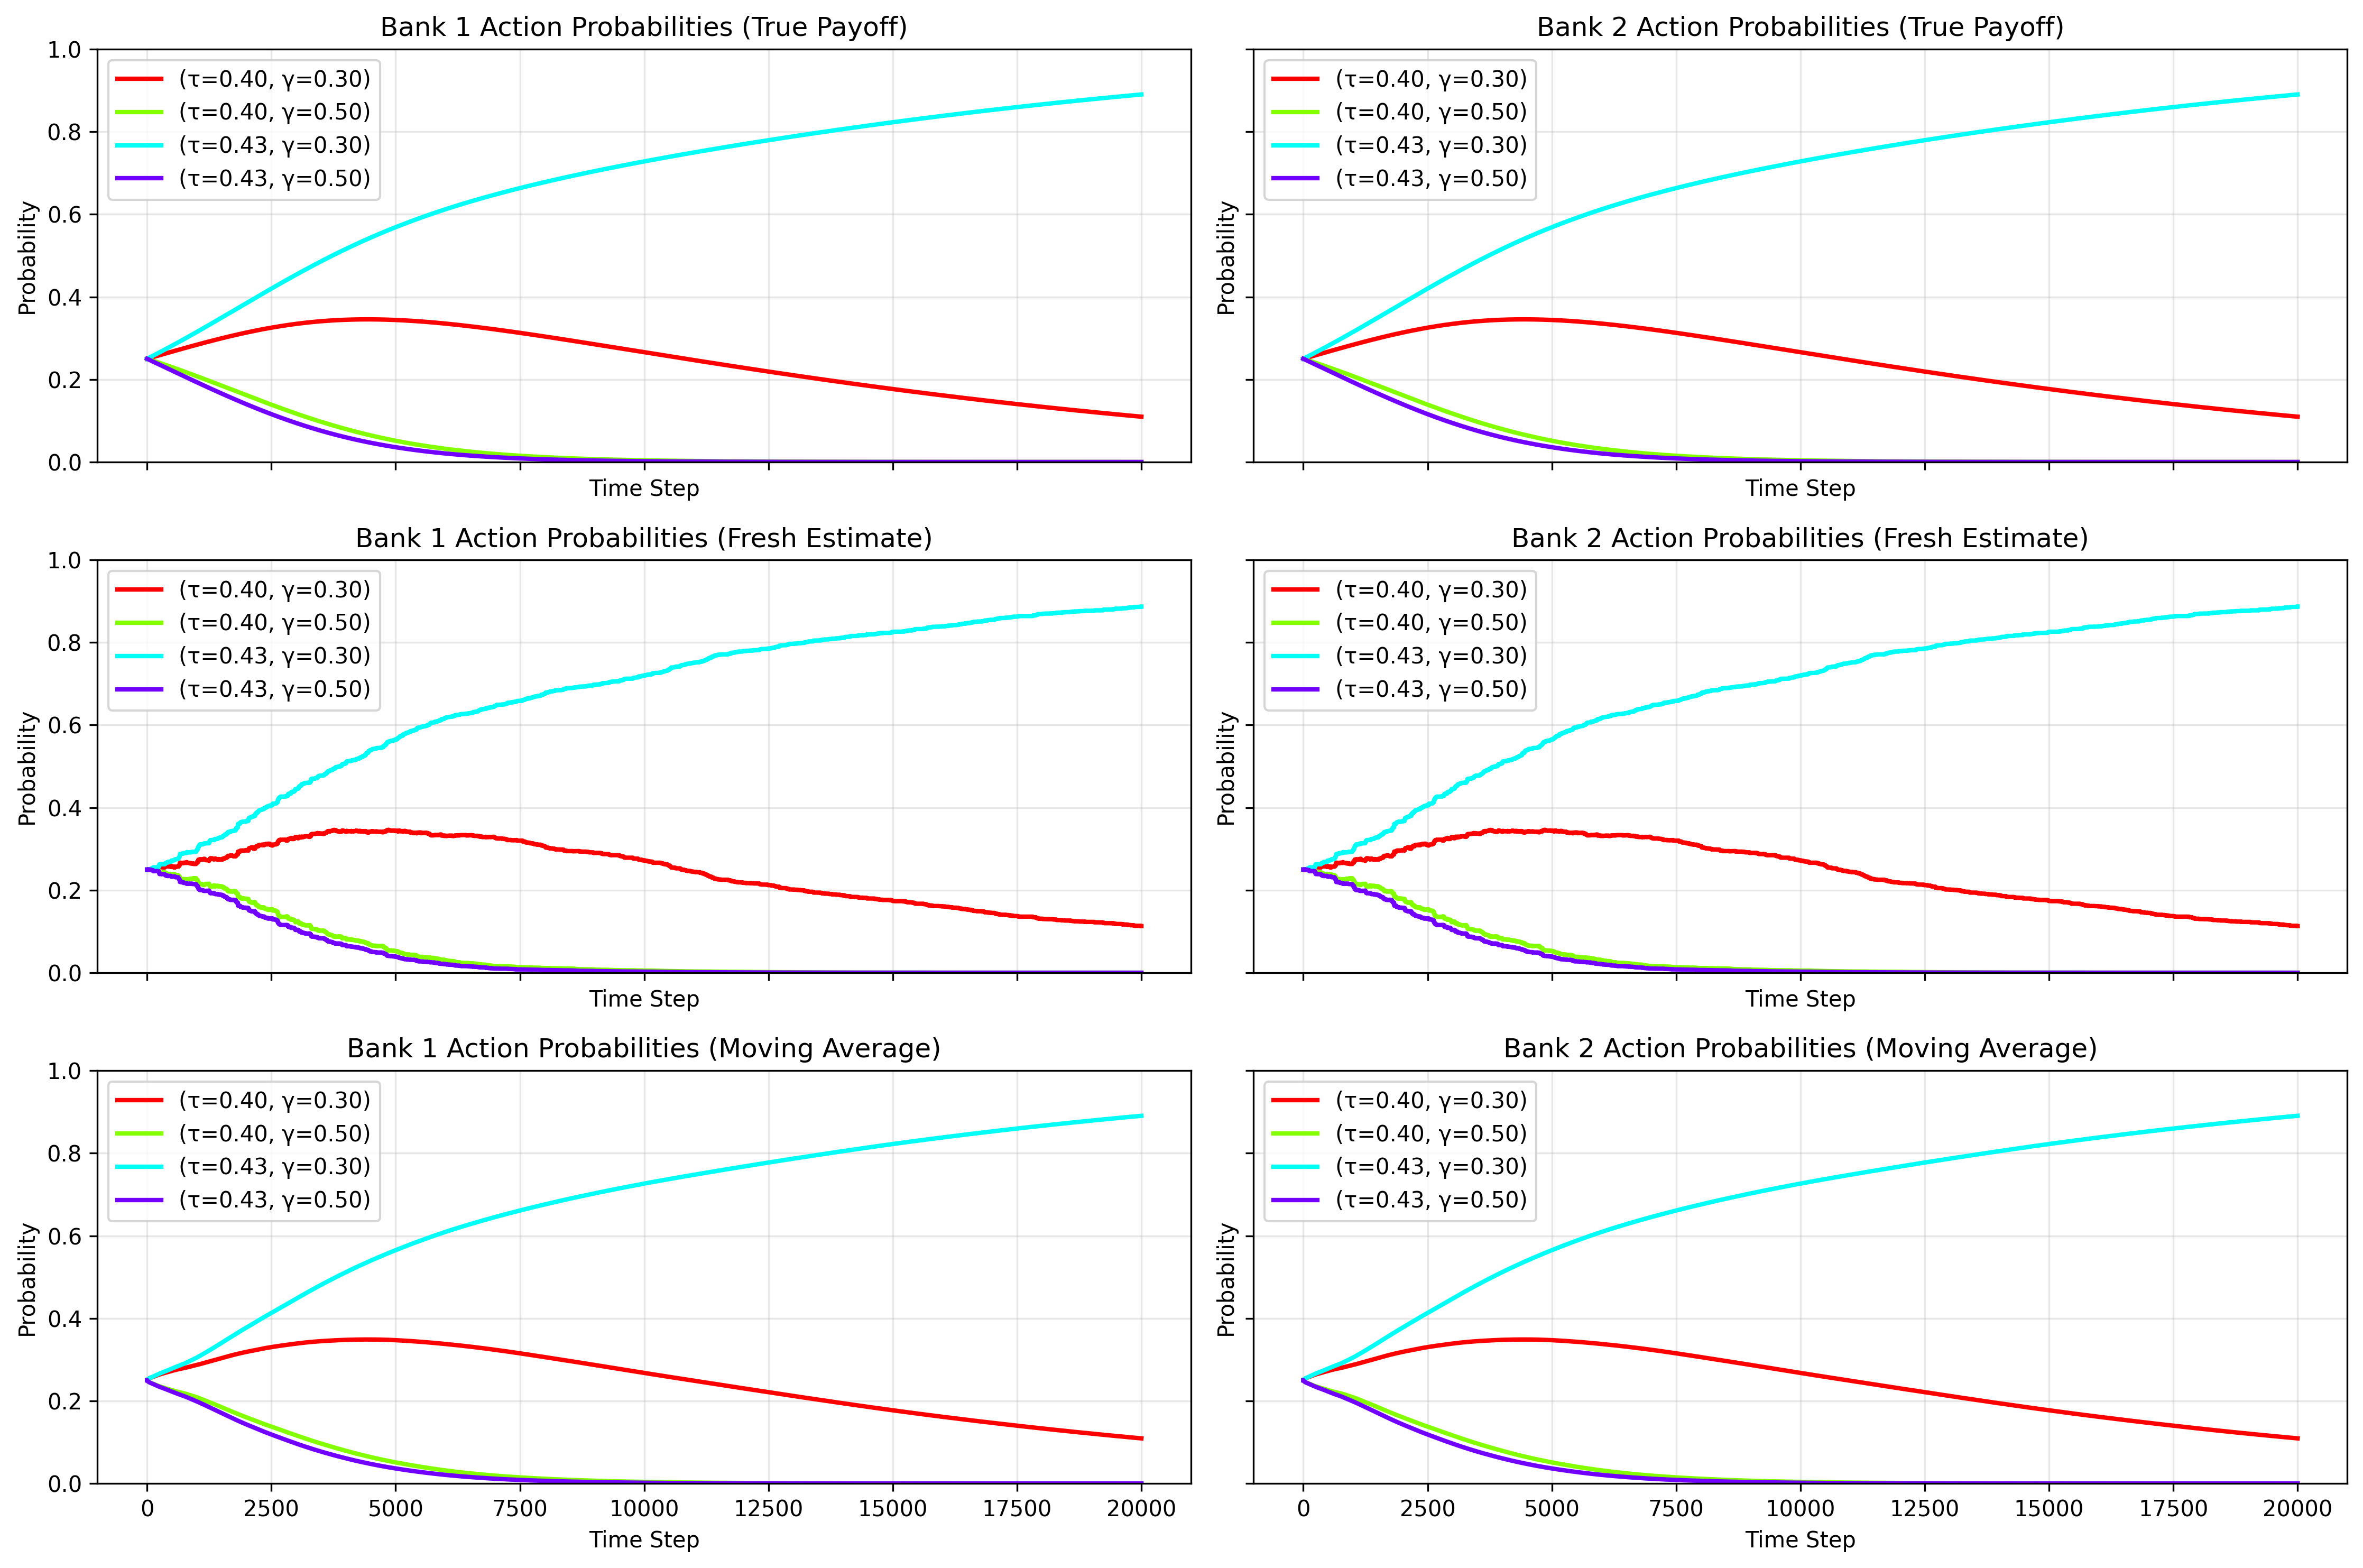 Bank 1 Action Probabilities (True Payoff)
Probability
1.0
0.8
0.6
0.4
0.2
0.0
(τ=0.40, γ=0.30)
(τ=0.40, γ=0.50)
(τ=0.43, γ=0.30)
(τ=0.43, γ=0.50)
Time Step
Bank 2 Action Probabilities (True Payoff)
Probability
(τ=0.40, γ=0.30)
(τ=0.40, γ=0.50)
(τ=0.43, γ=0.30)
(τ=0.43, γ=0.50)
Time Step
Bank 1 Action Probabilities (Fresh Estimate)
Probability
1.0
0.8
0.6
0.4
0.2
0.0
(τ=0.40, γ=0.30)
(τ=0.40, γ=0.50)
(τ=0.43, γ=0.30)
(τ=0.43, γ=0.50)
Time Step
Bank 2 Action Probabilities (Fresh Estimate)
Probability
(τ=0.40, γ=0.30)
(τ=0.40, γ=0.50)
(τ=0.43, γ=0.30)
(τ=0.43, γ=0.50)
Time Step
Bank 1 Action Probabilities (Moving Average)
Probability
1.0
0.8
0.6
0.4
0.2
0.0
(τ=0.40, γ=0.30)
(τ=0.40, γ=0.50)
(τ=0.43, γ=0.30)
(τ=0.43, γ=0.50)
0 2500 5000 7500 10000 12500 15000 17500 20000
Time Step
Bank 2 Action Probabilities (Moving Average)
Probability
(τ=0.40, γ=0.30)
(τ=0.40, γ=0.50)
(τ=0.43, γ=0.30)
(τ=0.43, γ=0.50)
0 2500 5000 7500 10000 12500 15000 17500 20000
Time Step